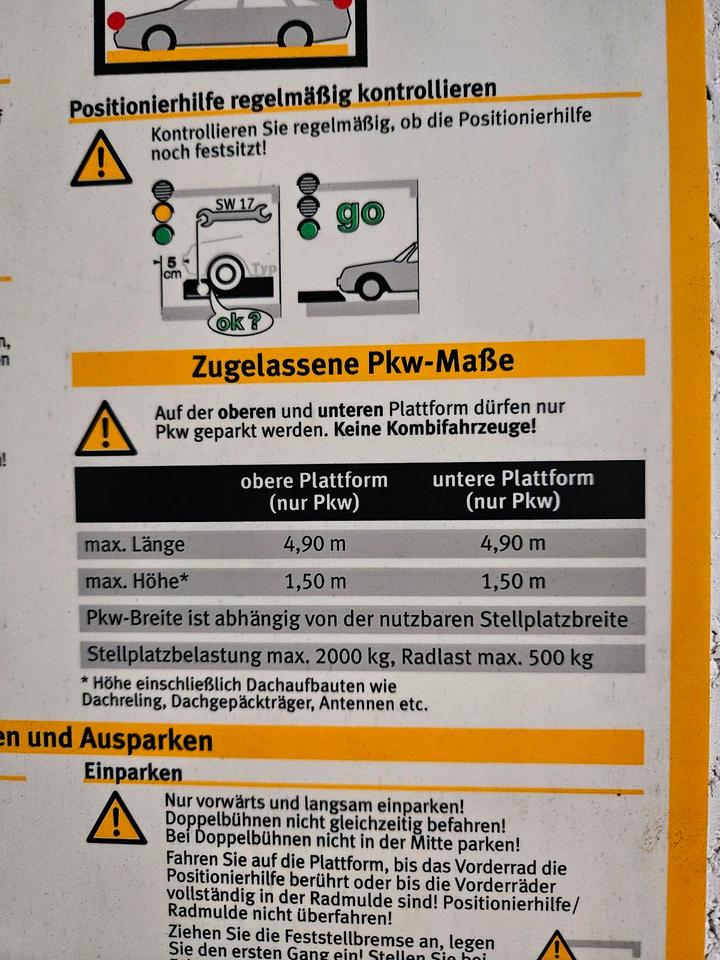 Positionierhilfe regelmäßig kontrollieren
Kontrollieren Sie regelmäßig, ob die Positionierhilfe
noch festsitzt!
SW 17
go
5
cm
Typ
ok?
Zugelassene Pkw-Maße
Auf der oberen und unteren Plattform dürfen nur
Pkw geparkt werden. Keine Kombifahrzeuge!
obere Plattform untere Plattform
(nur Pkw) (nur Pkw)
max. Länge 4,90 m 4,90 m
max. Höhe* 1,50 m 1,50 m
Pkw-Breite ist abhängig von der nutzbaren Stellplatzbreite
Stellplatzbelastung max. 2000 kg, Radlast max. 500 kg
* Höhe einschließlich Dachaufbauten wie
Dachreling, Dachgepäckträger, Antennen etc.
en und Ausparken
Einparken
Nur vorwärts und langsam einparken!
Doppelbühnen nicht gleichzeitig befahren!
Bei Doppelbühnen nicht in der Mitte parken!
Fahren Sie auf die Plattform, bis das Vorderrad die
Positionierhilfe berührt oder bis die Vorderräder
vollständig in der Radmulde sind! Positionierhilfe/
Radmulde nicht überfahren!
Ziehen Sie die Feststellbremse an, legen
Sie den ersten Gang ein! Stellen Sie bei